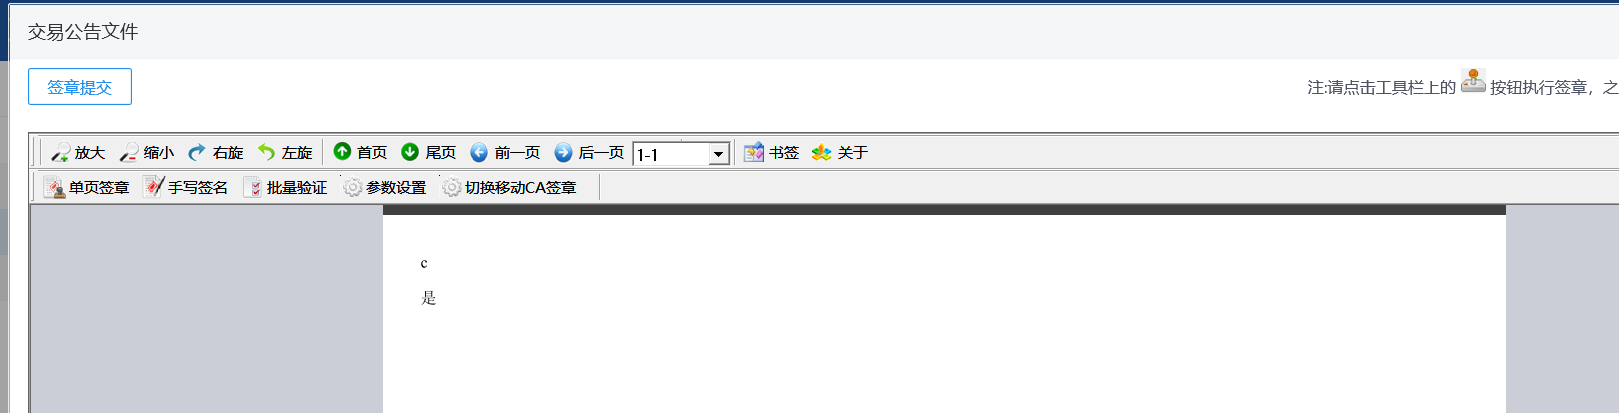 交易公告文件
签章提交
注:请点击工具栏上的 按钮执行签章，之
放大 缩小 右旋 左旋 首页 尾页 前一页 后一页 1-1 书签 关于
单页签章 手写签名 批量验证 参数设置 切换移动CA签章
c
是